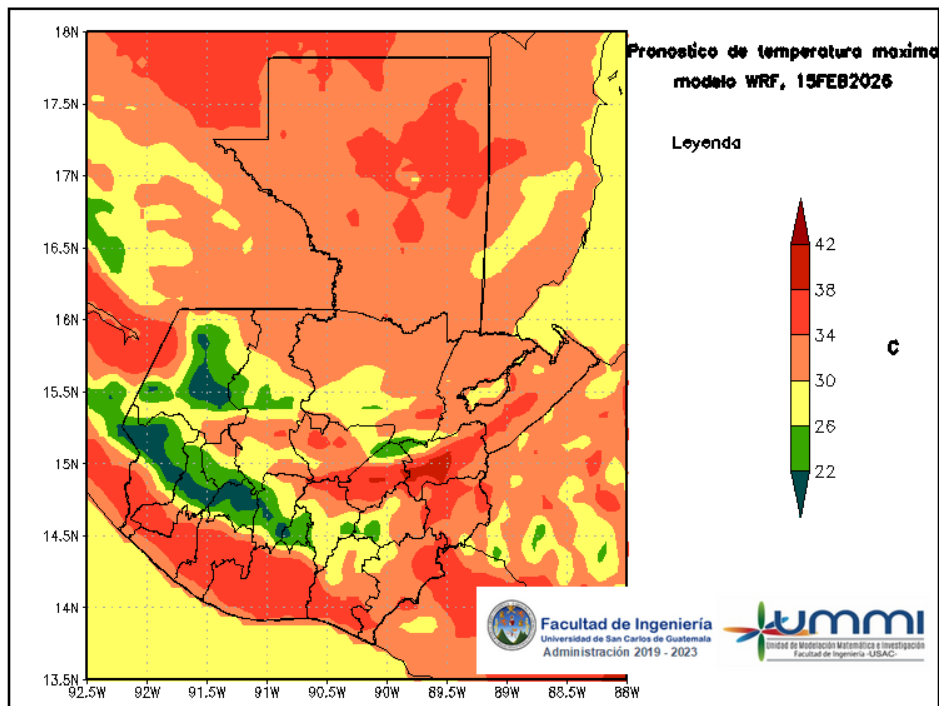 Pronostico de temperatura maxima
modelo WRF, 15FEB2026
Leyenda
42
38
34
30
26
22
C
18N
17.5N
17N
16.5N
16N
15.5N
15N
14.5N
14N
13.5N
92.5W
92W
91.5W
91W
90.5W
90W
89.5W
89W
88.5W
88W
Facultad de Ingeniería
Universidad de San Carlos de Guatemala
Administración 2019 - 2023
UMMI
Unidad de Modelación Matemática e Investigación
Facultad de Ingeniería -USAC-